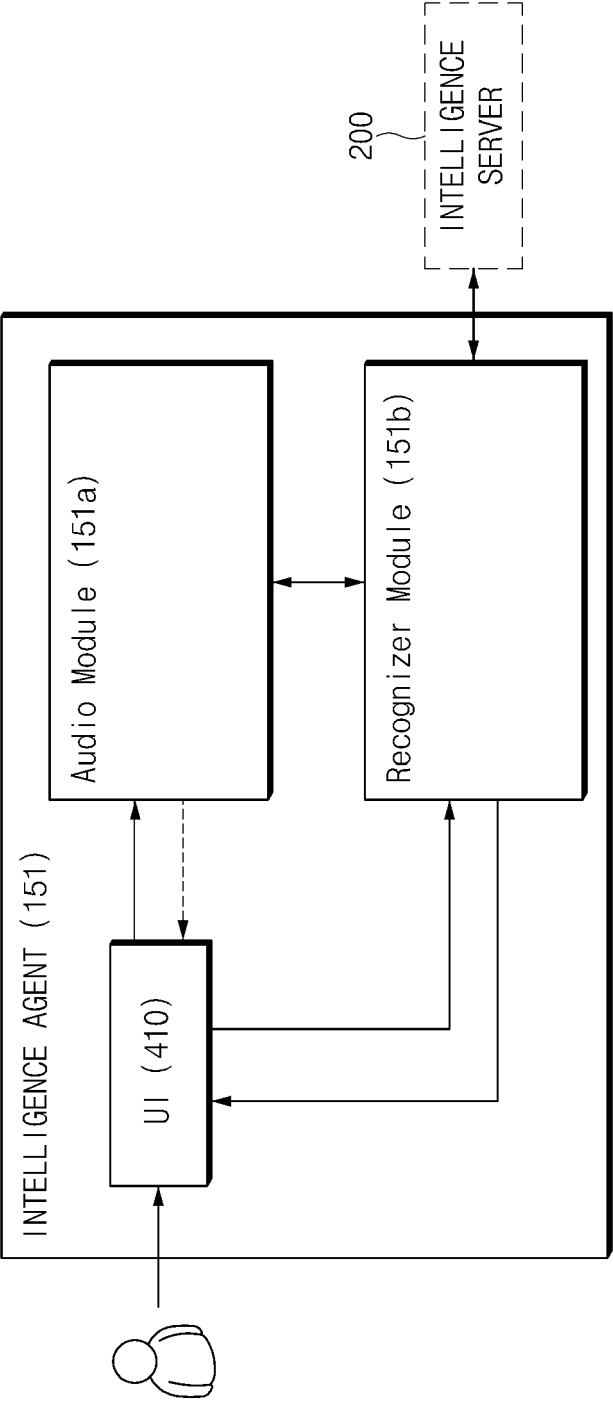 INTELLIGENCE AGENT (151)
UI (410)
Audio Module (151a)
Recognizer Module (151b)
200
INTELLIGENCE
SERVER